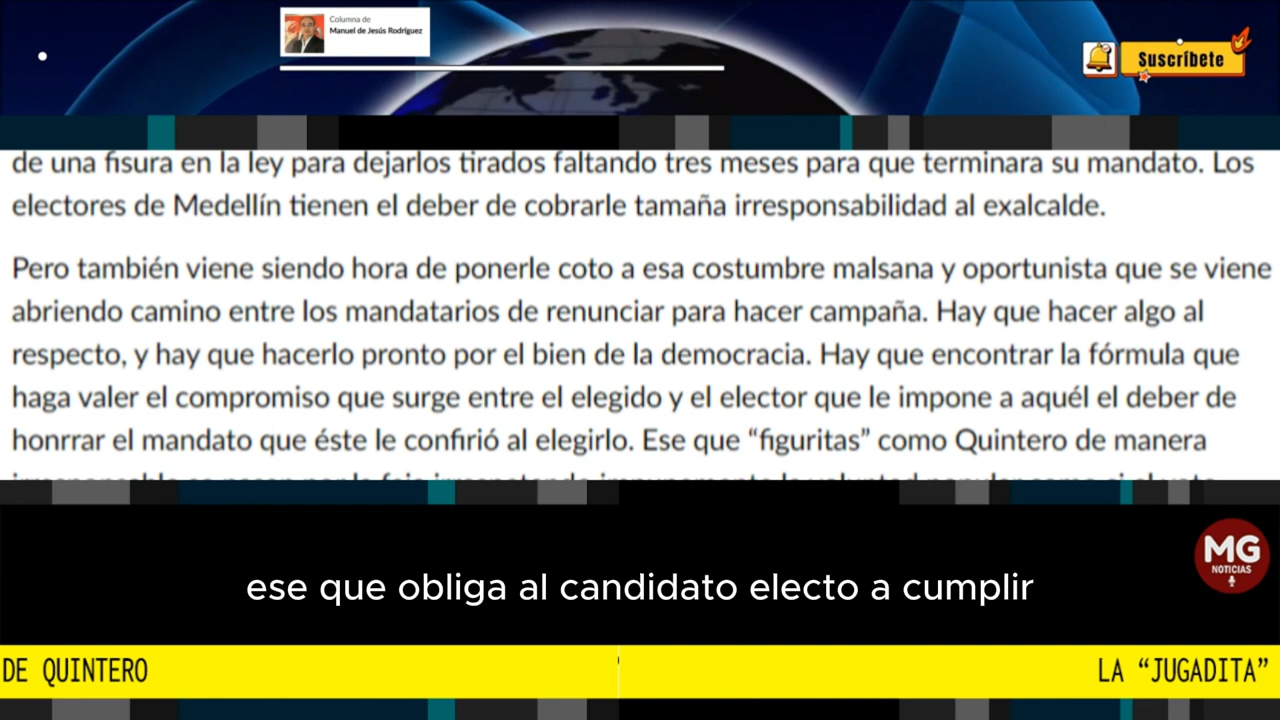 Columna de
Manuel de Jesús Rodríguez
Suscríbete
de una fisura en la ley para dejarlos tirados faltando tres meses para que terminara su mandato. Los
electores de Medellín tienen el deber de cobrarle tamaña irresponsabilidad al exalcalde.
Pero también viene siendo hora de ponerle coto a esa costumbre malsana y oportunista que se viene
abriendo camino entre los mandatarios de renunciar para hacer campaña. Hay que hacer algo al
respecto, y hay que hacerlo pronto por el bien de la democracia. Hay que encontrar la fórmula que
haga valer el compromiso que surge entre el elegido y el elector que le impone a aquél el deber de
honrrar el mandato que éste le confirió al elegirlo. Ese que “figuritas” como Quintero de manera
MG
NOTICIAS
ese que obliga al candidato electo a cumplir
DE QUINTERO
LA “JUGADITA”